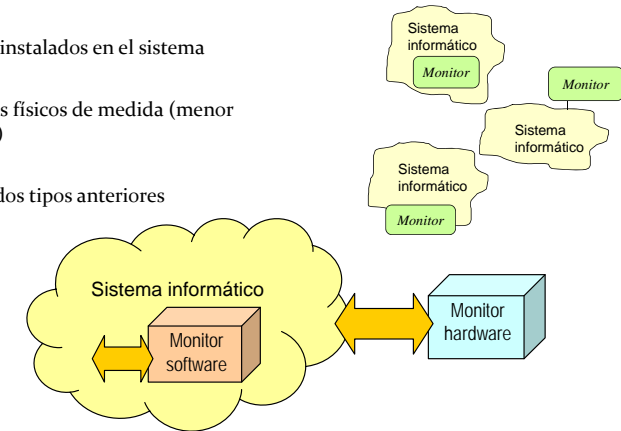 instalados en el sistema
s físicos de medida (menor
)
dos tipos anteriores
Sistema
informático
Monitor
Monitor
Sistema
informático
Sistema
informático
Monitor
Sistema informático
Monitor
software
Monitor
hardware